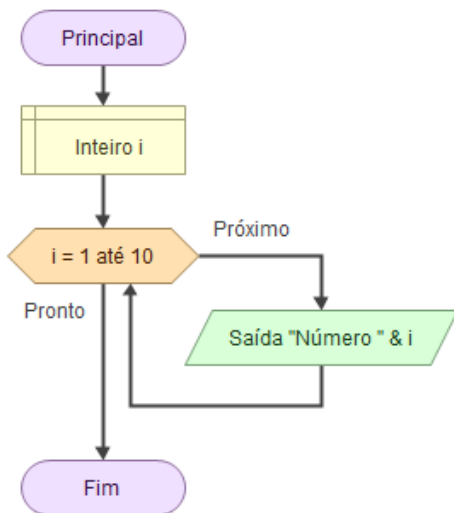 Principal
Inteiro i
i = 1 até 10
Próximo
Pronto
Saída "Número " & i
Fim